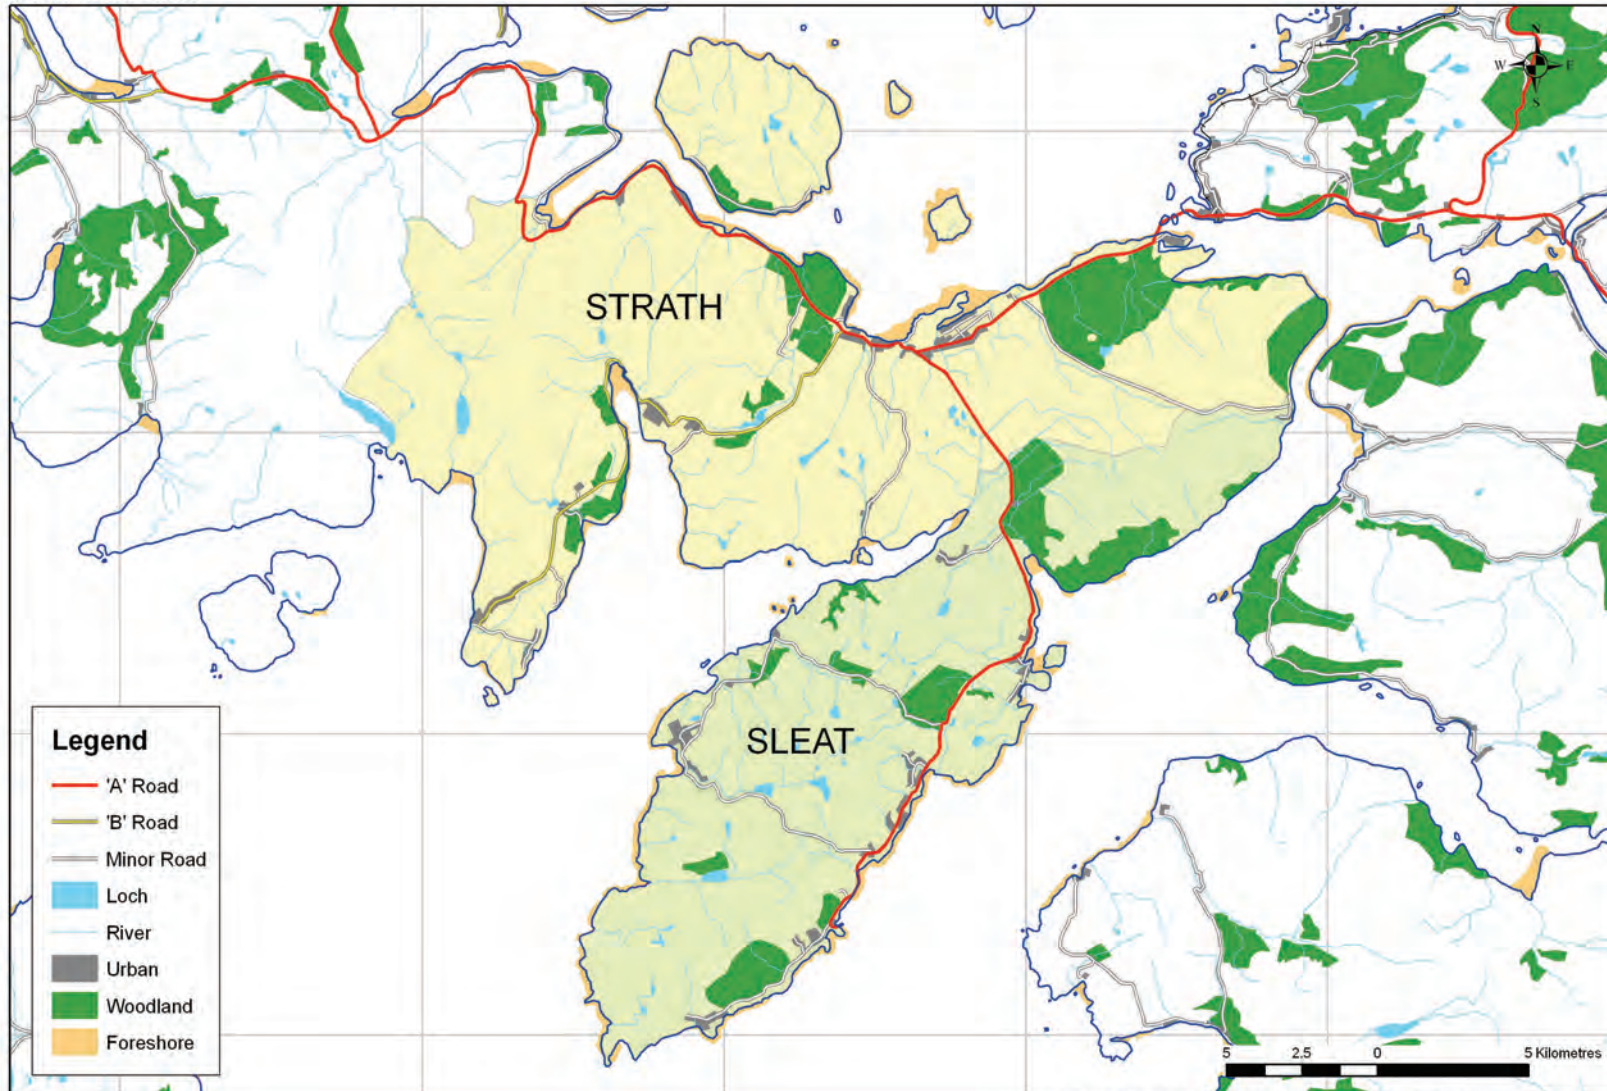 N
W E
S
STRATH
SLEAT
Legend
'A' Road
'B' Road
Minor Road
Loch
River
Urban
Woodland
Foreshore
5 2.5 0 5 Kilometres